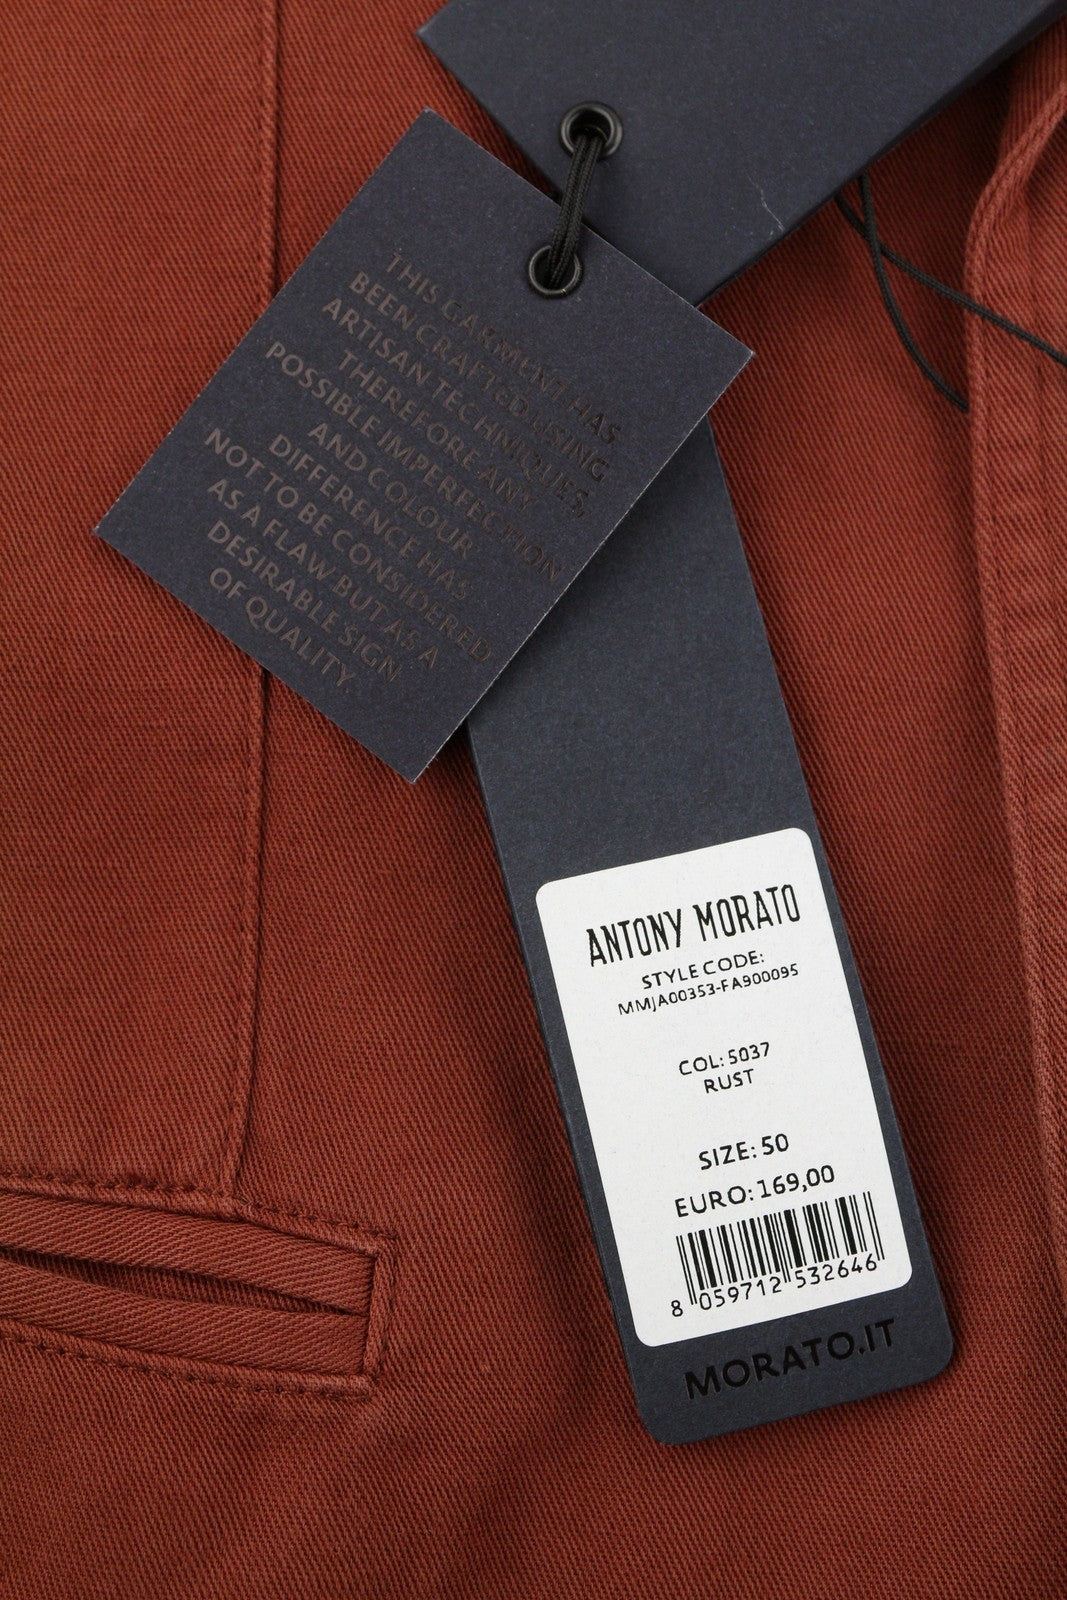 THIS GARMENT HAS
BEEN CRAFTED USING
ARTISAN TECHNIQUES,
THEREFORE ANY
POSSIBLE IMPERFECTION
AND COLOUR
DIFFERENCE HAS
NOT TO BE CONSIDERED
AS A FLAW BUT AS A
DESIRABLE SIGN
OF QUALITY.
ANTONY MORATO
STYLE CODE:
MMJA00353-FA900095
COL: 5037
RUST
SIZE: 50
EURO: 169,00
8 059712 532646
MORATO.IT